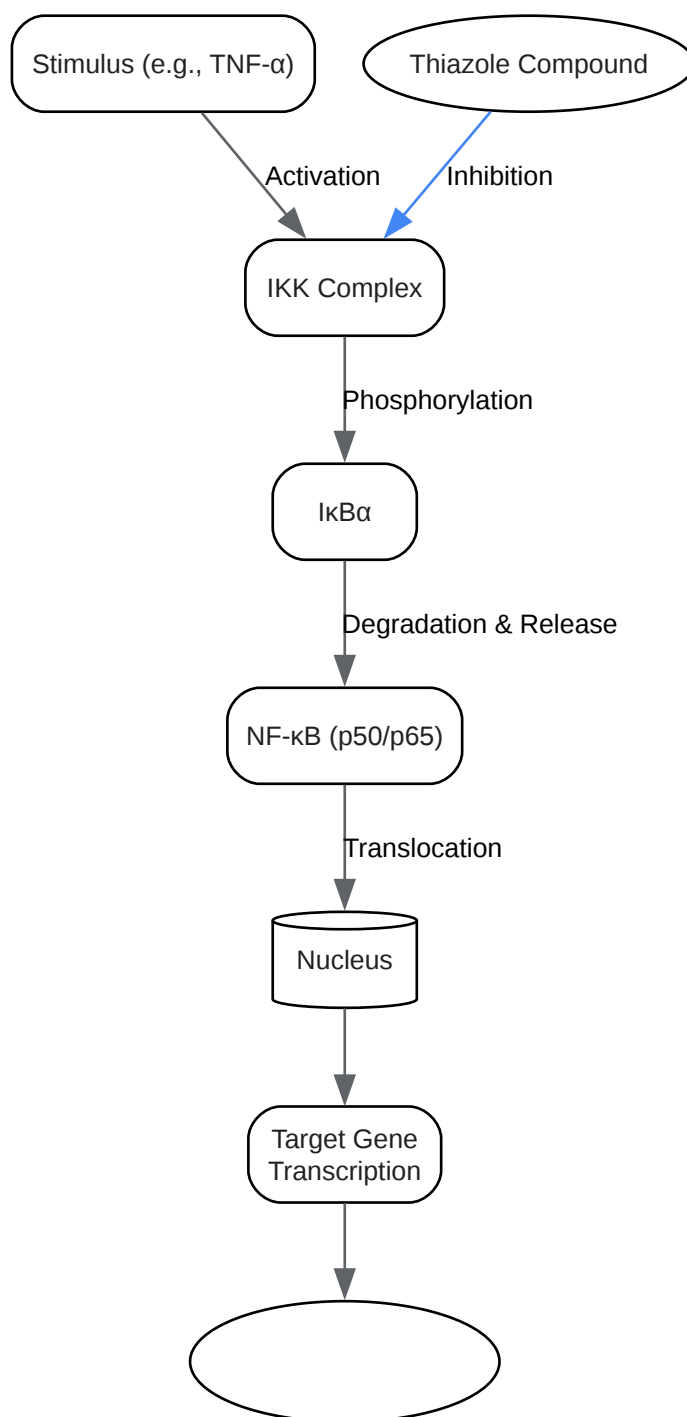 Stimulus (e.g., TNF-α)
Thiazole Compound
Activation
Inhibition
IKK Complex
Phosphorylation
IκBα
Degradation & Release
NF-κB (p50/p65)
Translocation
Nucleus
Target Gene
Transcription